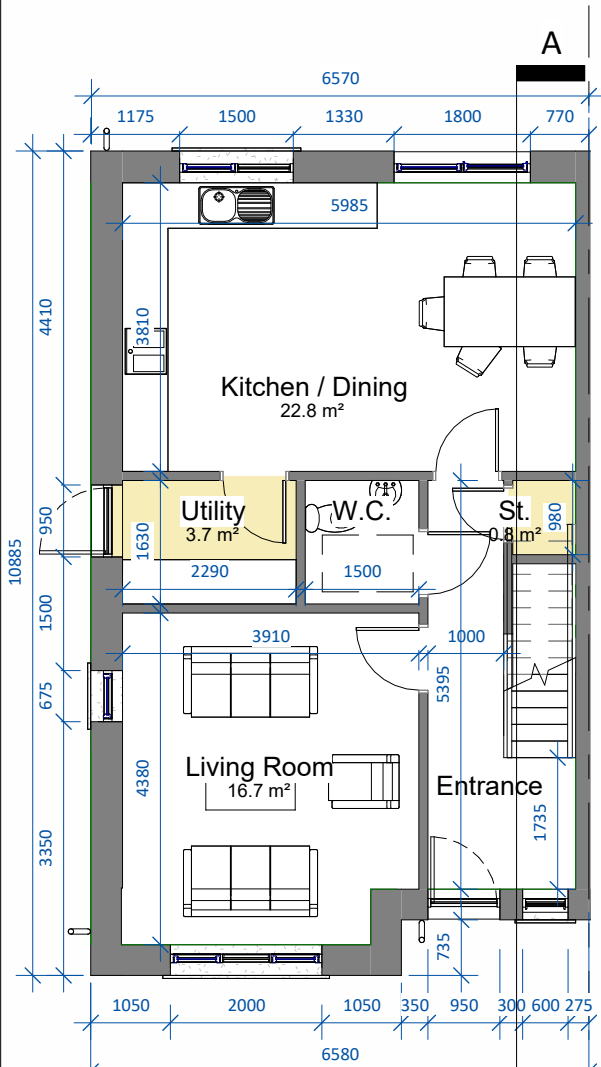 A
6570
1175 1500 1330 1800 770
5985
4410
3810
Kitchen / Dining
22.8 m²
Utility
3.7 m²
W.C.
St.
0.8 m²
980
950
1630
10885
2290
1500
1500
3910
1000
5395
675
4380
Living Room
16.7 m²
Entrance
1735
3350
735
1050 2000 1050 350 950 300 600 275
6580